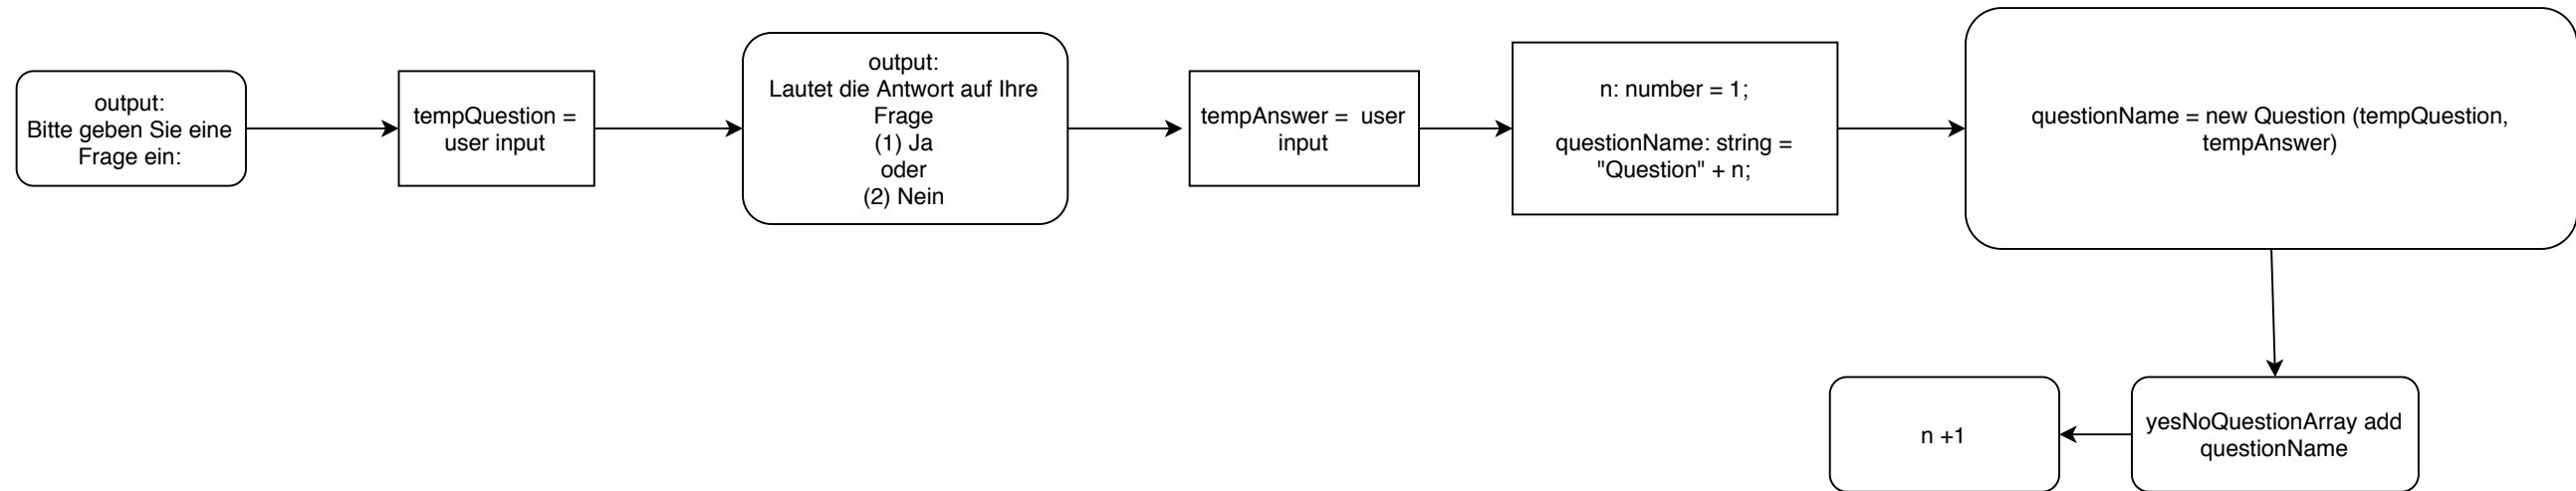 output:
Bitte geben Sie eine
Frage ein:
tempQuestion =
user input
output:
Lautet die Antwort auf Ihre
Frage
(1) Ja
oder
(2) Nein
tempAnswer =  user
input
n: number = 1;
questionName: string =
"Question" + n;
questionName = new Question (tempQuestion,
tempAnswer)
yesNoQuestionArray add
questionName
n +1